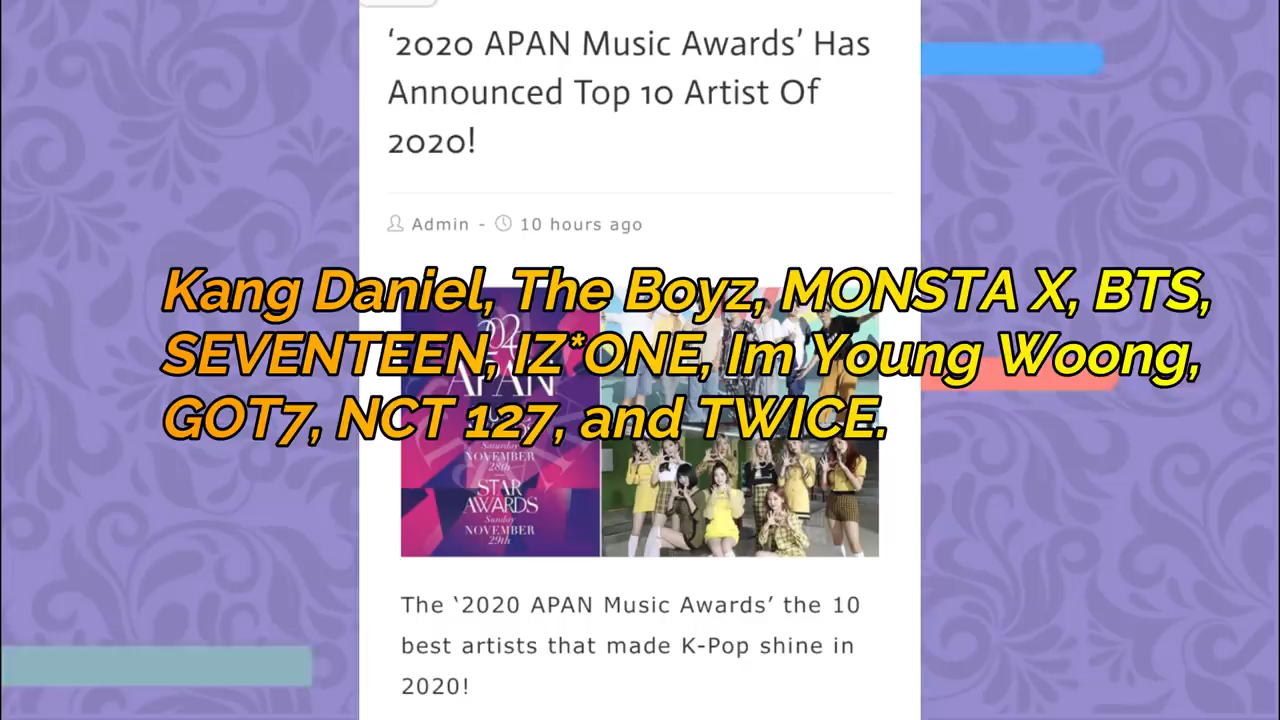 ‘2020 APAN Music Awards’ Has
Announced Top 10 Artist Of
2020!
Admin - 10 hours ago
Kang Daniel, The Boyz, MONSTA X, BTS,
SEVENTEEN, IZ*ONE, Im Young Woong,
GOT7, NCT 127, and TWICE.
APAN
Saturday
NOVEMBER
28th
STAR
AWARDS
Sunday
NOVEMBER
29th
The ‘2020 APAN Music Awards’ the 10
best artists that made K-Pop shine in
2020!